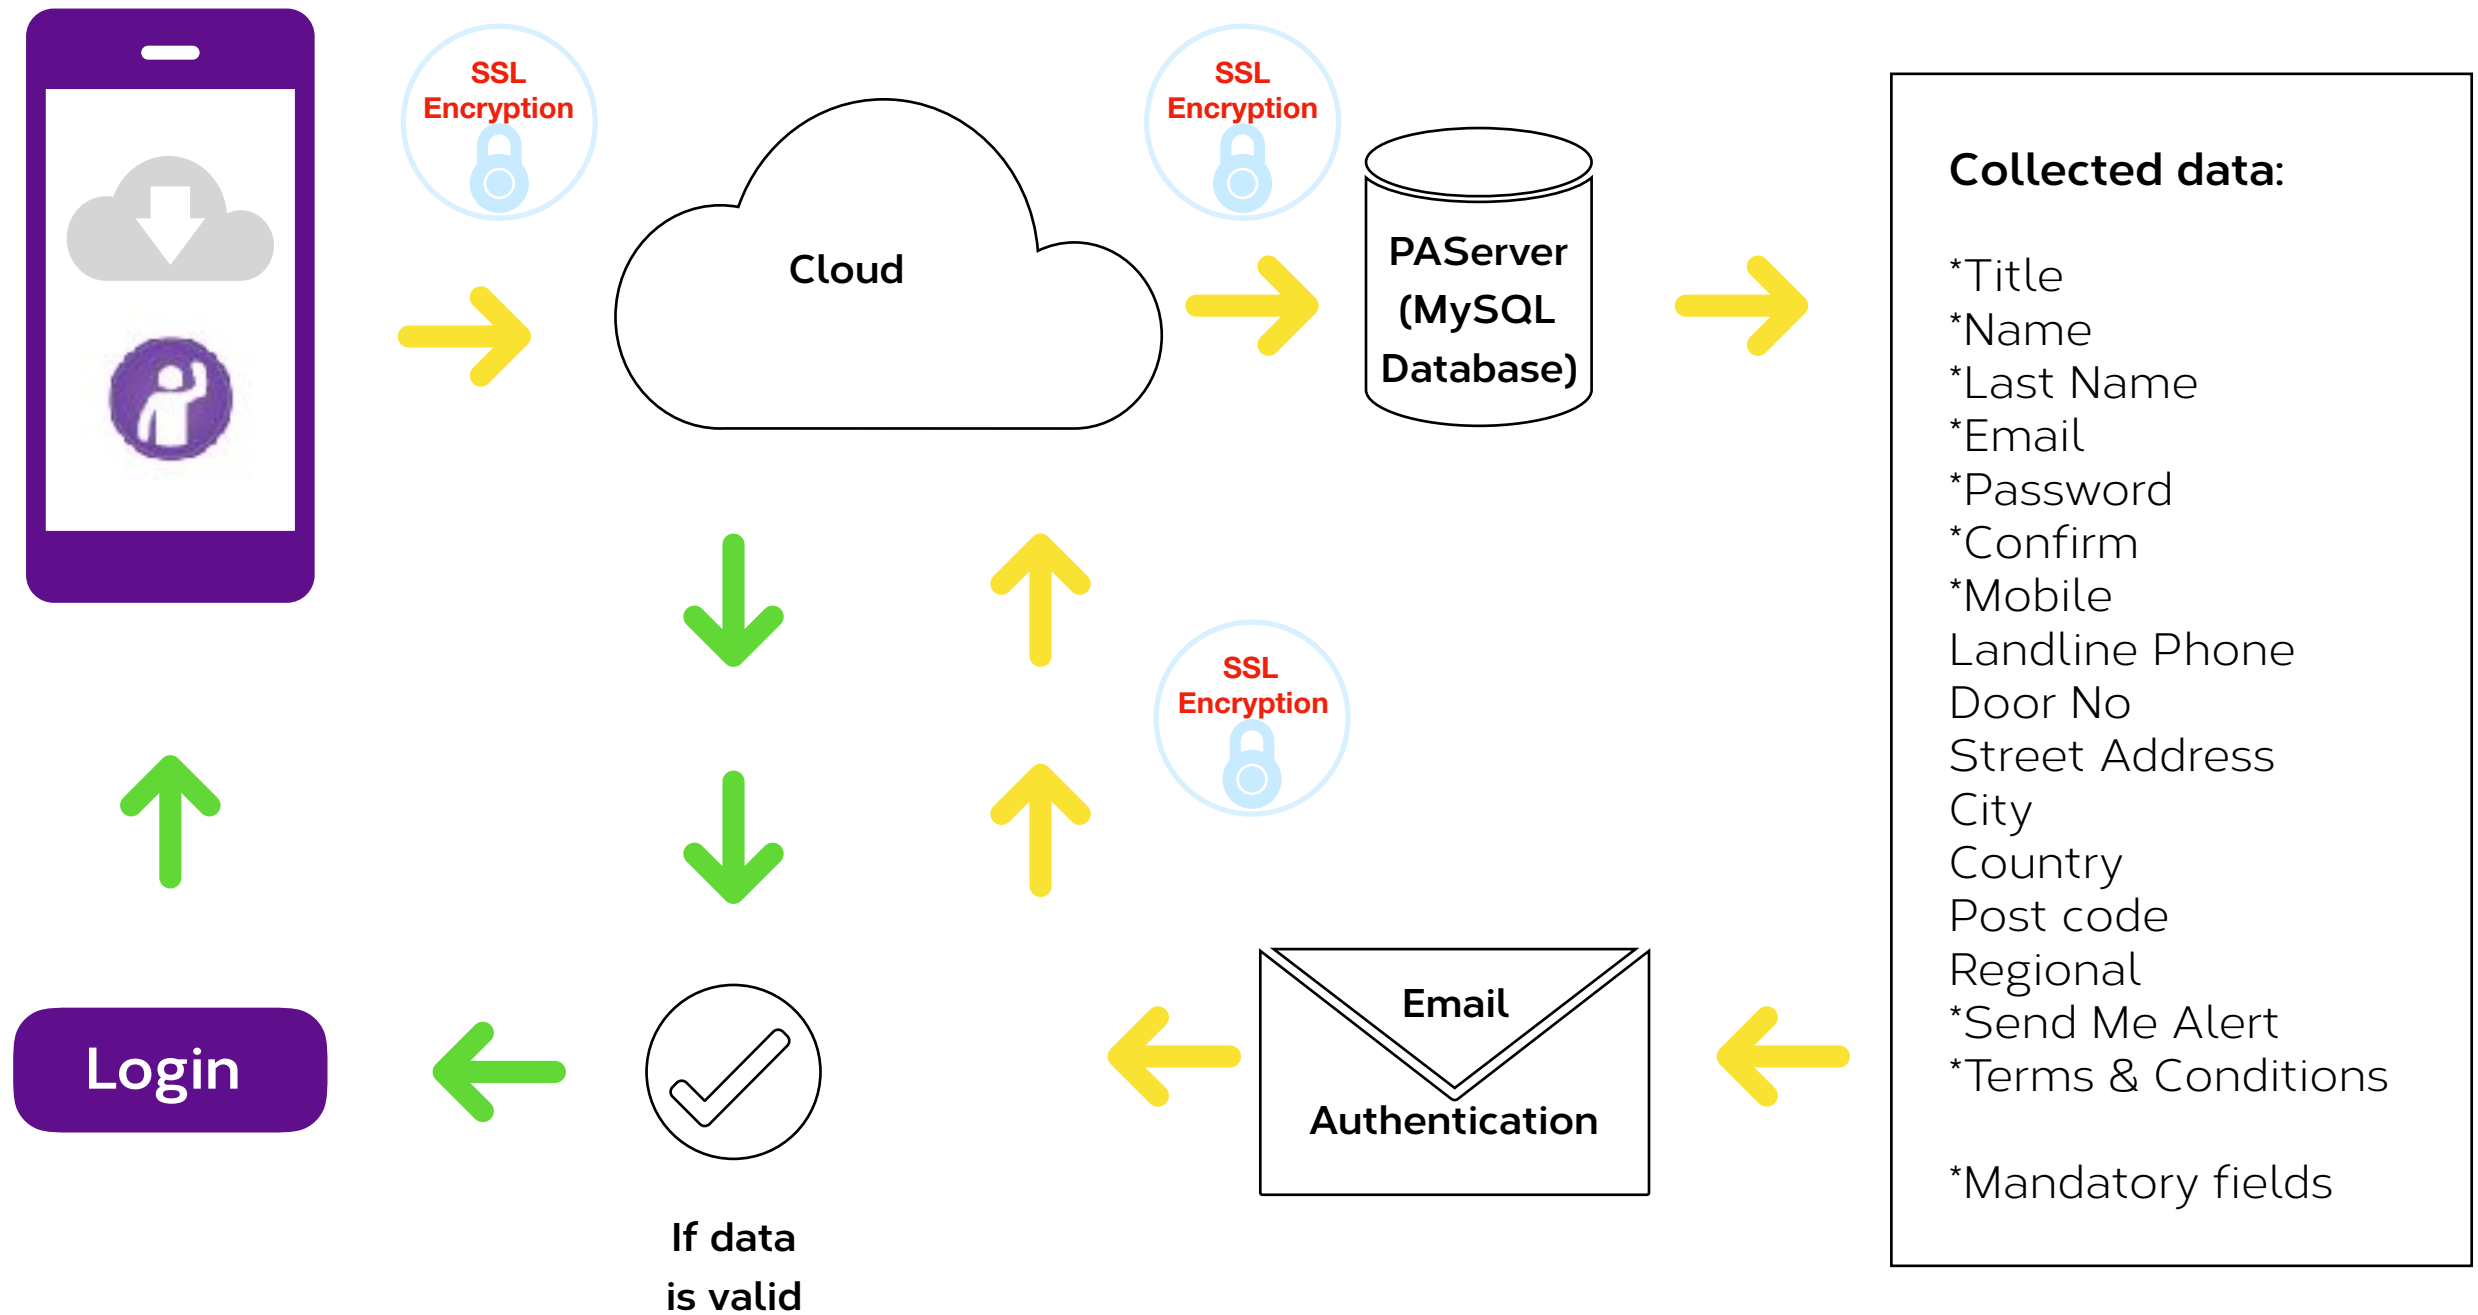 SSL
Encryption
SSL
Encryption
Cloud
PAServer
(MySQL
Database)
Collected data:
*Title
*Name
*Last Name
*Email
*Password
*Confirm
*Mobile
Landline Phone
Door No
Street Address
City
Country
Post code
Regional
*Send Me Alert
*Terms & Conditions
*Mandatory fields
SSL
Encryption
Email
Authentication
If data
is valid
Login